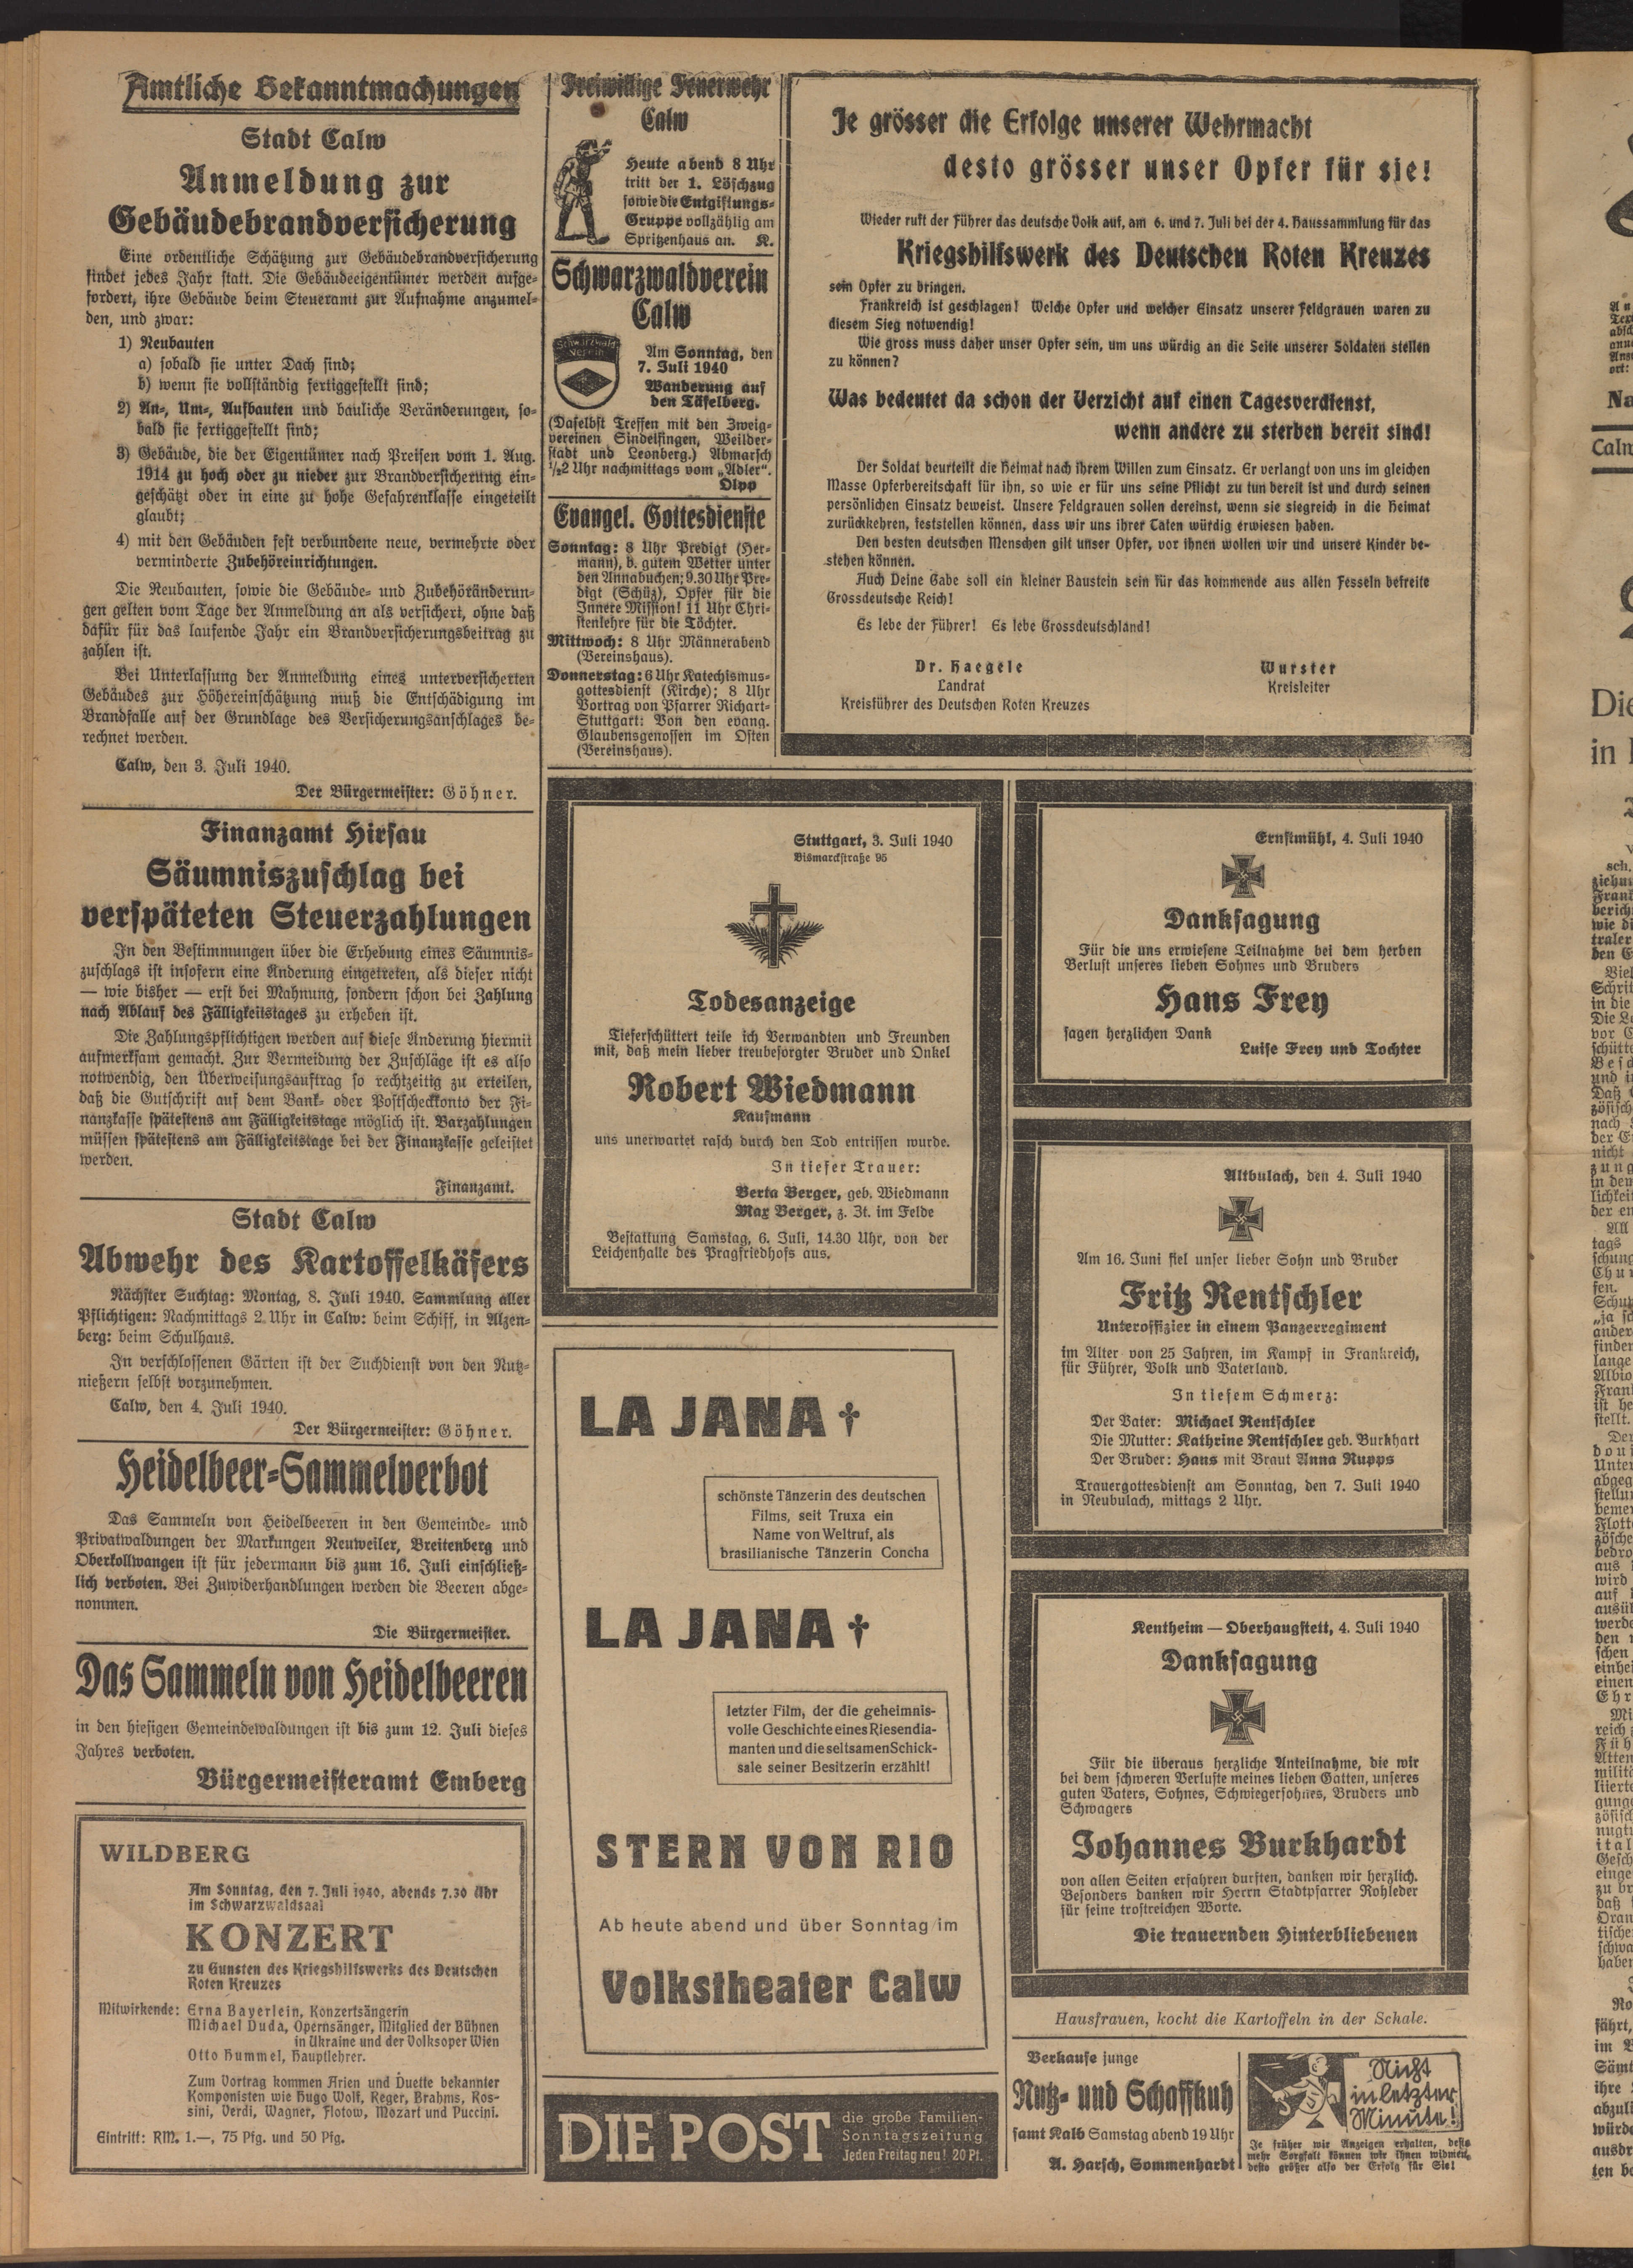 Amtliche Bekanntmachungen
Stadt Calw
Anmeldung zur
Gebäudebrandversicherung
Eine ordentliche Schätzung zur Gebäudebrandversicherung
findet jedes Jahr statt. Die Gebäudeeigentümer werden aufge-
fordert, ihre Gebäude beim Steueramt zur Aufnahme anzumel-
den, und zwar:
1) Neubauten
a) sobald sie unter Dach sind;
b) wenn sie vollständig fertiggestellt sind;
2) An-, Um-, Aufbauten und bauliche Veränderungen, so-
bald sie fertiggestellt sind;
3) Gebäude, die der Eigentümer nach Preisen vom 1. Aug.
1914 zu hoch oder zu nieder zur Brandversicherung ein-
geschätzt oder in eine zu hohe Gefahrenklasse eingeteilt
glaubt;
4) mit den Gebäuden fest verbundene neue, vermehrte oder
verminderte Zubehöreinrichtungen.
Die Neubauten, sowie die Gebäude- und Zubehöränderun-
gen gelten vom Tage der Anmeldung an als versichert, ohne daß
dafür für das laufende Jahr ein Brandversicherungsbeitrag zu
zahlen ist.
Bei Unterlassung der Anmeldung eines unterversicherten
Gebäudes zur Höhereinschätzung muß die Entschädigung im
Brandfalle auf der Grundlage des Versicherungsanschlages be-
rechnet werden.
Calw, den 3. Juli 1940.
Der Bürgermeister: Göhner.
Finanzamt Hirsau
Säumniszuschlag bei
verspäteten Steuerzahlungen
In den Bestimmungen über die Erhebung eines Säumnis-
zuschlags ist insofern eine Änderung eingetreten, als dieser nicht
— wie bisher — erst bei Mahnung, sondern schon bei Zahlung
nach Ablauf des Fälligkeitstages zu erheben ist.
Die Zahlungspflichtigen werden auf diese Änderung hiermit
aufmerksam gemacht. Zur Vermeidung der Zuschläge ist es also
notwendig, den Überweisungsauftrag so rechtzeitig zu erteilen,
daß die Gutschrift auf dem Bank- oder Postscheckkonto der Fi-
nanzkasse spätestens am Fälligkeitstage möglich ist. Barzahlungen
müssen spätestens am Fälligkeitstage bei der Finanzkasse geleistet
werden.
Finanzamt.
Stadt Calw
Abwehr des Kartoffelkäfers
Nächster Suchtag: Montag, 8. Juli 1940. Sammlung aller
Pflichtigen: Nachmittags 2 Uhr in Calw: beim Schiff, in Alzen-
berg: beim Schulhaus.
In verschlossenen Gärten ist der Suchdienst von den Nutz-
nießern selbst vorzunehmen.
Calw, den 4. Juli 1940.
Der Bürgermeister: Göhner.
Heidelbeer-Sammelverbot
Das Sammeln von Heidelbeeren in den Gemeinde- und
Privatwaldungen der Markungen Neuweiler, Breitenberg und
Oberkollwangen ist für jedermann bis zum 16. Juli einschließ-
lich verboten. Bei Zuwiderhandlungen werden die Beeren abge-
nommen.
Die Bürgermeister.
Das Sammeln von Heidelbeeren
in den hiesigen Gemeindewaldungen ist bis zum 12. Juli dieses
Jahres verboten.
Bürgermeisteramt Emberg
WILDBERG
Am Sonntag, den 7. Juli 1940, abends 7.30 Uhr
im Schwarzwaldsaal
KONZERT
zu Gunsten des Kriegshilfswerks des Deutschen
Roten Kreuzes
Mitwirkende: Erna Bayerlein, Konzertsängerin
Michael Duda, Opernsänger, Mitglied der Bühnen
in Ukraine und der Volksoper Wien
Otto Hummel, Hauptlehrer.
Zum Vortrag kommen Arien und Duette bekannter
Komponisten wie Hugo Wolf, Reger, Brahms, Ros-
sini, Verdi, Wagner, Flotow, Mozart und Puccini.
Eintritt: RM. 1.—, 75 Pfg. und 50 Pfg.
Freiwillige Feuerwehr
Calw
Heute abend 8 Uhr
tritt der 1. Löschzug
sowie die Entgiftungs-
Gruppe vollzählig am
Spritzenhaus an. K.
Schwarzwaldverein
Calw
Schwarzwald
Verein
Am Sonntag, den
7. Juli 1940
Wanderung auf
den Täfelberg.
(Daselbst Treffen mit den Zweig-
vereinen Sindelfingen, Weilder-
stadt und Leonberg.) Abmarsch
1/22 Uhr nachmittags vom „Adler".
Olpp
Evangel. Gottesdienste
Sonntag: 8 Uhr Predigt (Her-
mann), b. gutem Wetter unter
den Annabuchen; 9.30 Uhr Pre-
digt (Schüz), Opfer für die
Innere Mission! 11 Uhr Chri-
stenlehre für die Töchter.
Mittwoch: 8 Uhr Männerabend
(Vereinshaus).
Donnerstag: 6 Uhr Katechismus-
gottesdienst (Kirche); 8 Uhr
Vortrag von Pfarrer Richart-
Stuttgart: Von den evang.
Glaubensgenossen im Osten
(Vereinshaus).
Je grösser die Erfolge unserer Wehrmacht
desto grösser unser Opfer für sie!
Wieder ruft der Führer das deutsche Volk auf, am 6. und 7. Juli bei der 4. Haussammlung für das
Kriegshilfswerk des Deutschen Roten Kreuzes
sein Opfer zu bringen.
Frankreich ist geschlagen! Welche Opfer und welcher Einsatz unserer Feldgrauen waren zu
diesem Sieg notwendig!
Wie gross muss daher unser Opfer sein, um uns würdig an die Seite unserer Soldaten stellen
zu können?
Was bedeutet da schon der Verzicht auf einen Tagesverdienst,
wenn andere zu sterben bereit sind!
Der Soldat beurteilt die Heimat nach ihrem Willen zum Einsatz. Er verlangt von uns im gleichen
Masse Opferbereitschaft für ihn, so wie er für uns seine Pflicht zu tun bereit ist und durch seinen
persönlichen Einsatz beweist. Unsere Feldgrauen sollen dereinst, wenn sie siegreich in die Heimat
zurückkehren, feststellen können, dass wir uns ihrer Taten würdig erwiesen haben.
Den besten deutschen Menschen gilt unser Opfer, vor ihnen wollen wir und unsere Kinder be-
stehen können.
Auch Deine Gabe soll ein kleiner Baustein sein für das kommende aus allen Fesseln befreite
Grossdeutsche Reich!
Es lebe der Führer! Es lebe Grossdeutschland!
Dr. Haegele
Landrat
Kreisführer des Deutschen Roten Kreuzes
Wurster
Kreisleiter
Stuttgart, 3. Juli 1940
Bismarckstraße 95
Todesanzeige
Tieferschüttert teile ich Verwandten und Freunden
mit, daß mein lieber treubesorgter Bruder und Onkel
Robert Wiedmann
Kaufmann
uns unerwartet rasch durch den Tod entrissen wurde.
In tiefer Trauer:
Berta Berger, geb. Wiedmann
Max Berger, z. Zt. im Felde
Bestattung Samstag, 6. Juli, 14.30 Uhr, von der
Leichenhalle des Pragfriedhofs aus.
LA JANA †
schönste Tänzerin des deutschen
Films, seit Truxa ein
Name von Weltruf, als
brasilianische Tänzerin Concha
LA JANA †
letzter Film, der die geheimnis-
volle Geschichte eines Riesendia-
manten und die seltsamen Schick-
sale seiner Besitzerin erzählt!
STERN VON RIO
Ab heute abend und über Sonntag im
Volkstheater Calw
DIE POST
die große Familien-
Sonntagszeitung
Jeden Freitag neu! 20 Pf.
Ernstmühl, 4. Juli 1940
Danksagung
Für die uns erwiesene Teilnahme bei dem herben
Verlust unseres lieben Sohnes und Bruders
Hans Frey
sagen herzlichen Dank
Luise Frey und Tochter
Altbulach, den 4. Juli 1940
Am 16. Juni fiel unser lieber Sohn und Bruder
Fritz Rentschler
Unteroffizier in einem Panzerregiment
im Alter von 25 Jahren, im Kampf in Frankreich,
für Führer, Volk und Vaterland.
In tiefem Schmerz:
Der Vater: Michael Rentschler
Die Mutter: Kathrine Rentschler geb. Burkhart
Der Bruder: Hans mit Braut Anna Rupps
Trauergottesdienst am Sonntag, den 7. Juli 1940
in Neubulach, mittags 2 Uhr.
Kentheim — Oberhaugstett, 4. Juli 1940
Danksagung
Für die überaus herzliche Anteilnahme, die wir
bei dem schweren Verluste meines lieben Gatten, unseres
guten Vaters, Sohnes, Schwiegersohnes, Bruders und
Schwagers
Johannes Burkhardt
von allen Seiten erfahren durften, danken wir herzlich.
Besonders danken wir Herrn Stadtpfarrer Rohleder
für seine trostreichen Worte.
Die trauernden Hinterbliebenen
Hausfrauen, kocht die Kartoffeln in der Schale.
Verkaufe junge
Nutz- und Schaffkuh
samt Kalb Samstag abend 19 Uhr
A. Harsch, Sommenhardt
Nicht
in letzter
Minute!
Je früher wir Anzeigen erhalten, desto
mehr Sorgfalt können wir ihnen widmen,
desto größer also der Erfolg für Sie!